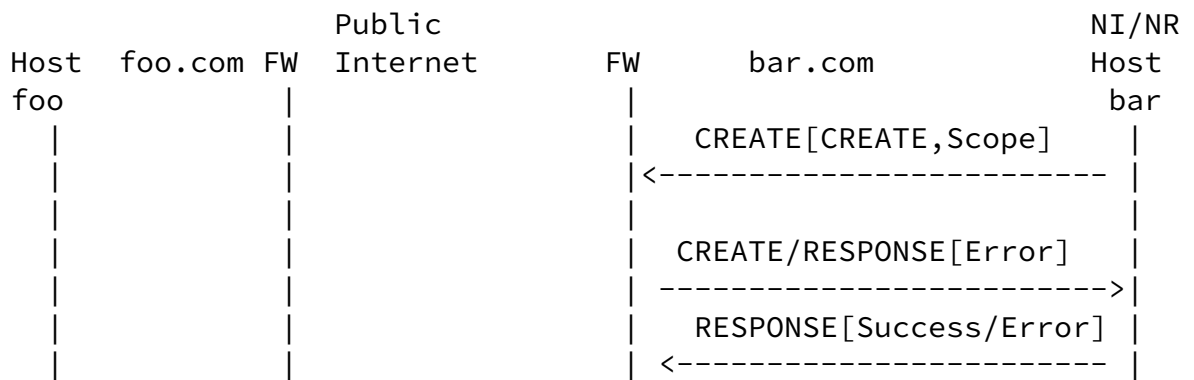 Public NI/NR
Host foo.com FW Internet FW bar.com Host
foo bar
CREATE[CREATE,Scope]
CREATE/RESPONSE[Error]
RESPONSE[Success/Error]